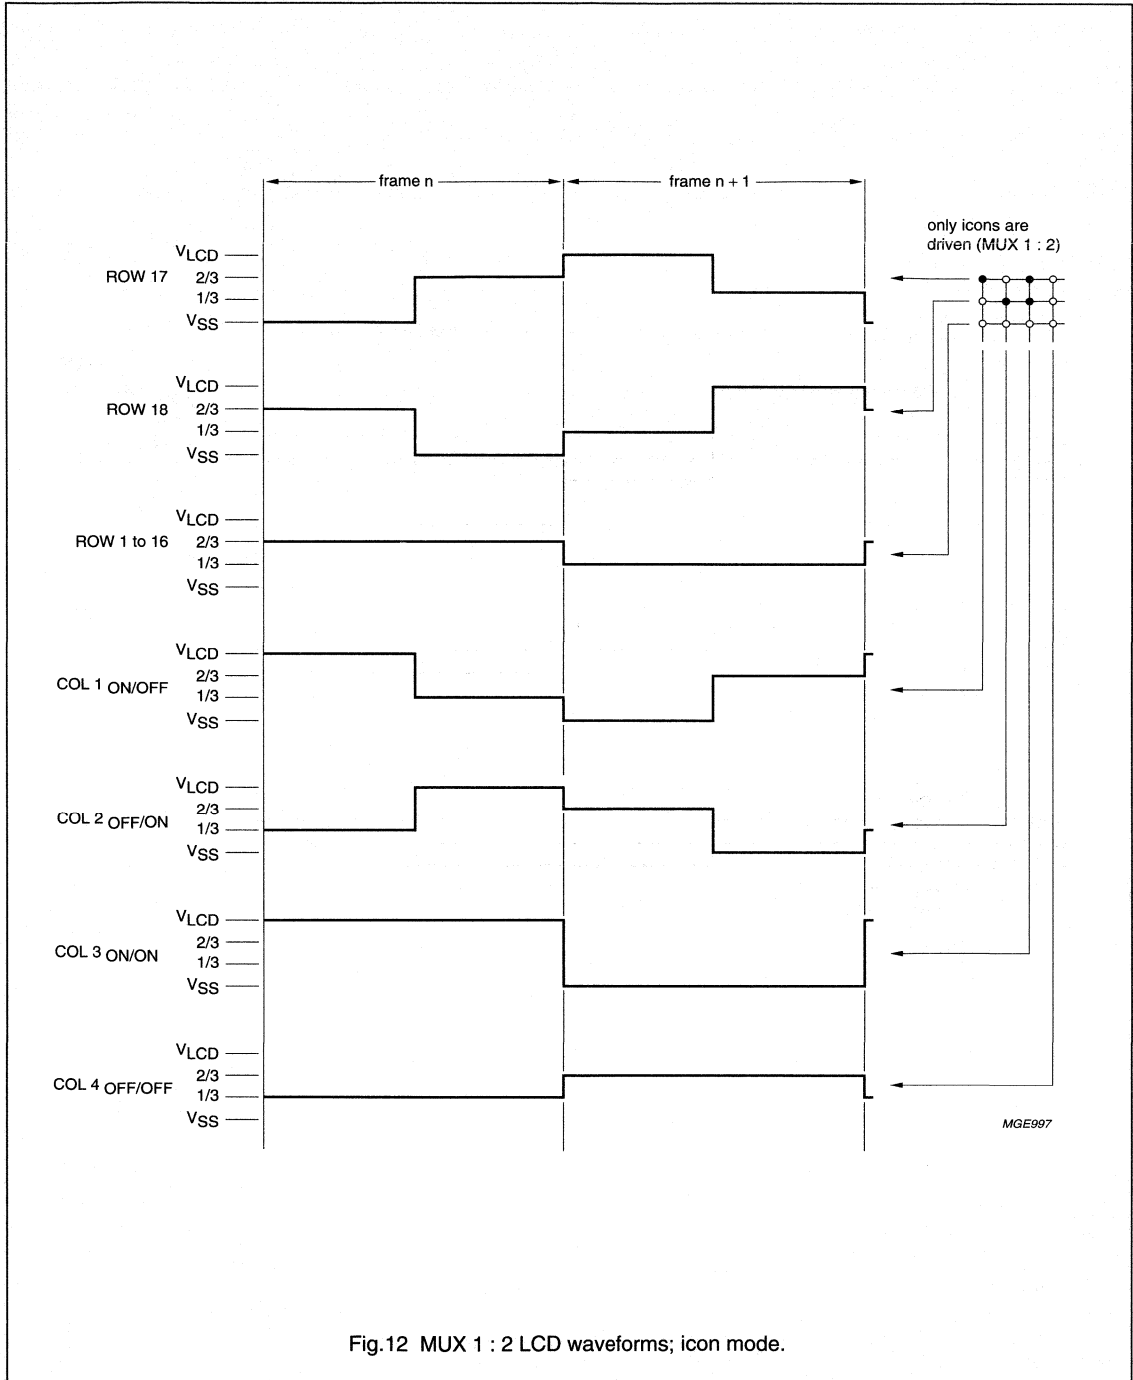 frame n
frame n + 1
only icons are
driven (MUX 1 : 2)
ROW 17
VLCD
2/3
1/3
VSS
ROW 18
VLCD
2/3
1/3
VSS
ROW 1 to 16
VLCD
2/3
1/3
VSS
COL 1 ON/OFF
VLCD
2/3
1/3
VSS
COL 2 OFF/ON
VLCD
2/3
1/3
VSS
COL 3 ON/ON
VLCD
2/3
1/3
VSS
COL 4 OFF/OFF
VLCD
2/3
1/3
VSS
MGE997
Fig.12 MUX 1 : 2 LCD waveforms; icon mode.